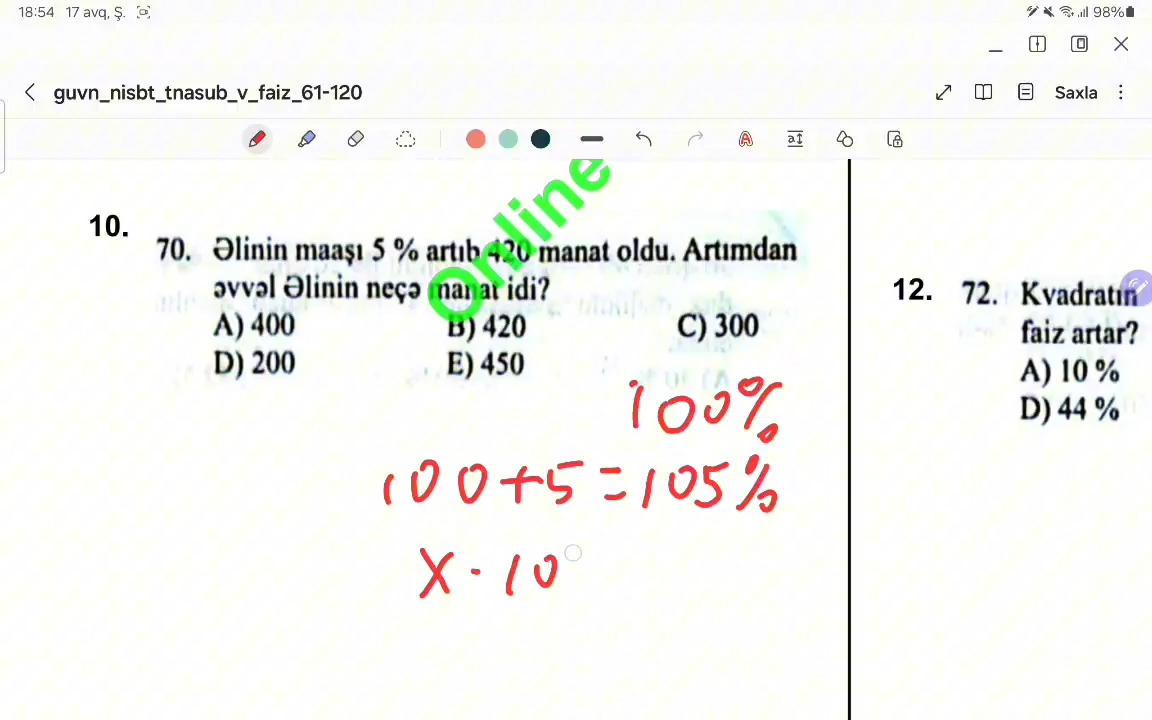 18:54 17 avq, Ş. 98%
guvn_nisbt_tnasub_v_faiz_61-120 Saxla
Online
10.
70. Əlinin maaşı 5 % artıb 420 manat oldu. Artımdan
əvvəl Əlinin neçə manat idi?
A) 400 B) 420 C) 300
D) 200 E) 450
100%
100+5=105%
x·10
12. 72. Kvadratın
faiz artar?
A) 10 %
D) 44 %